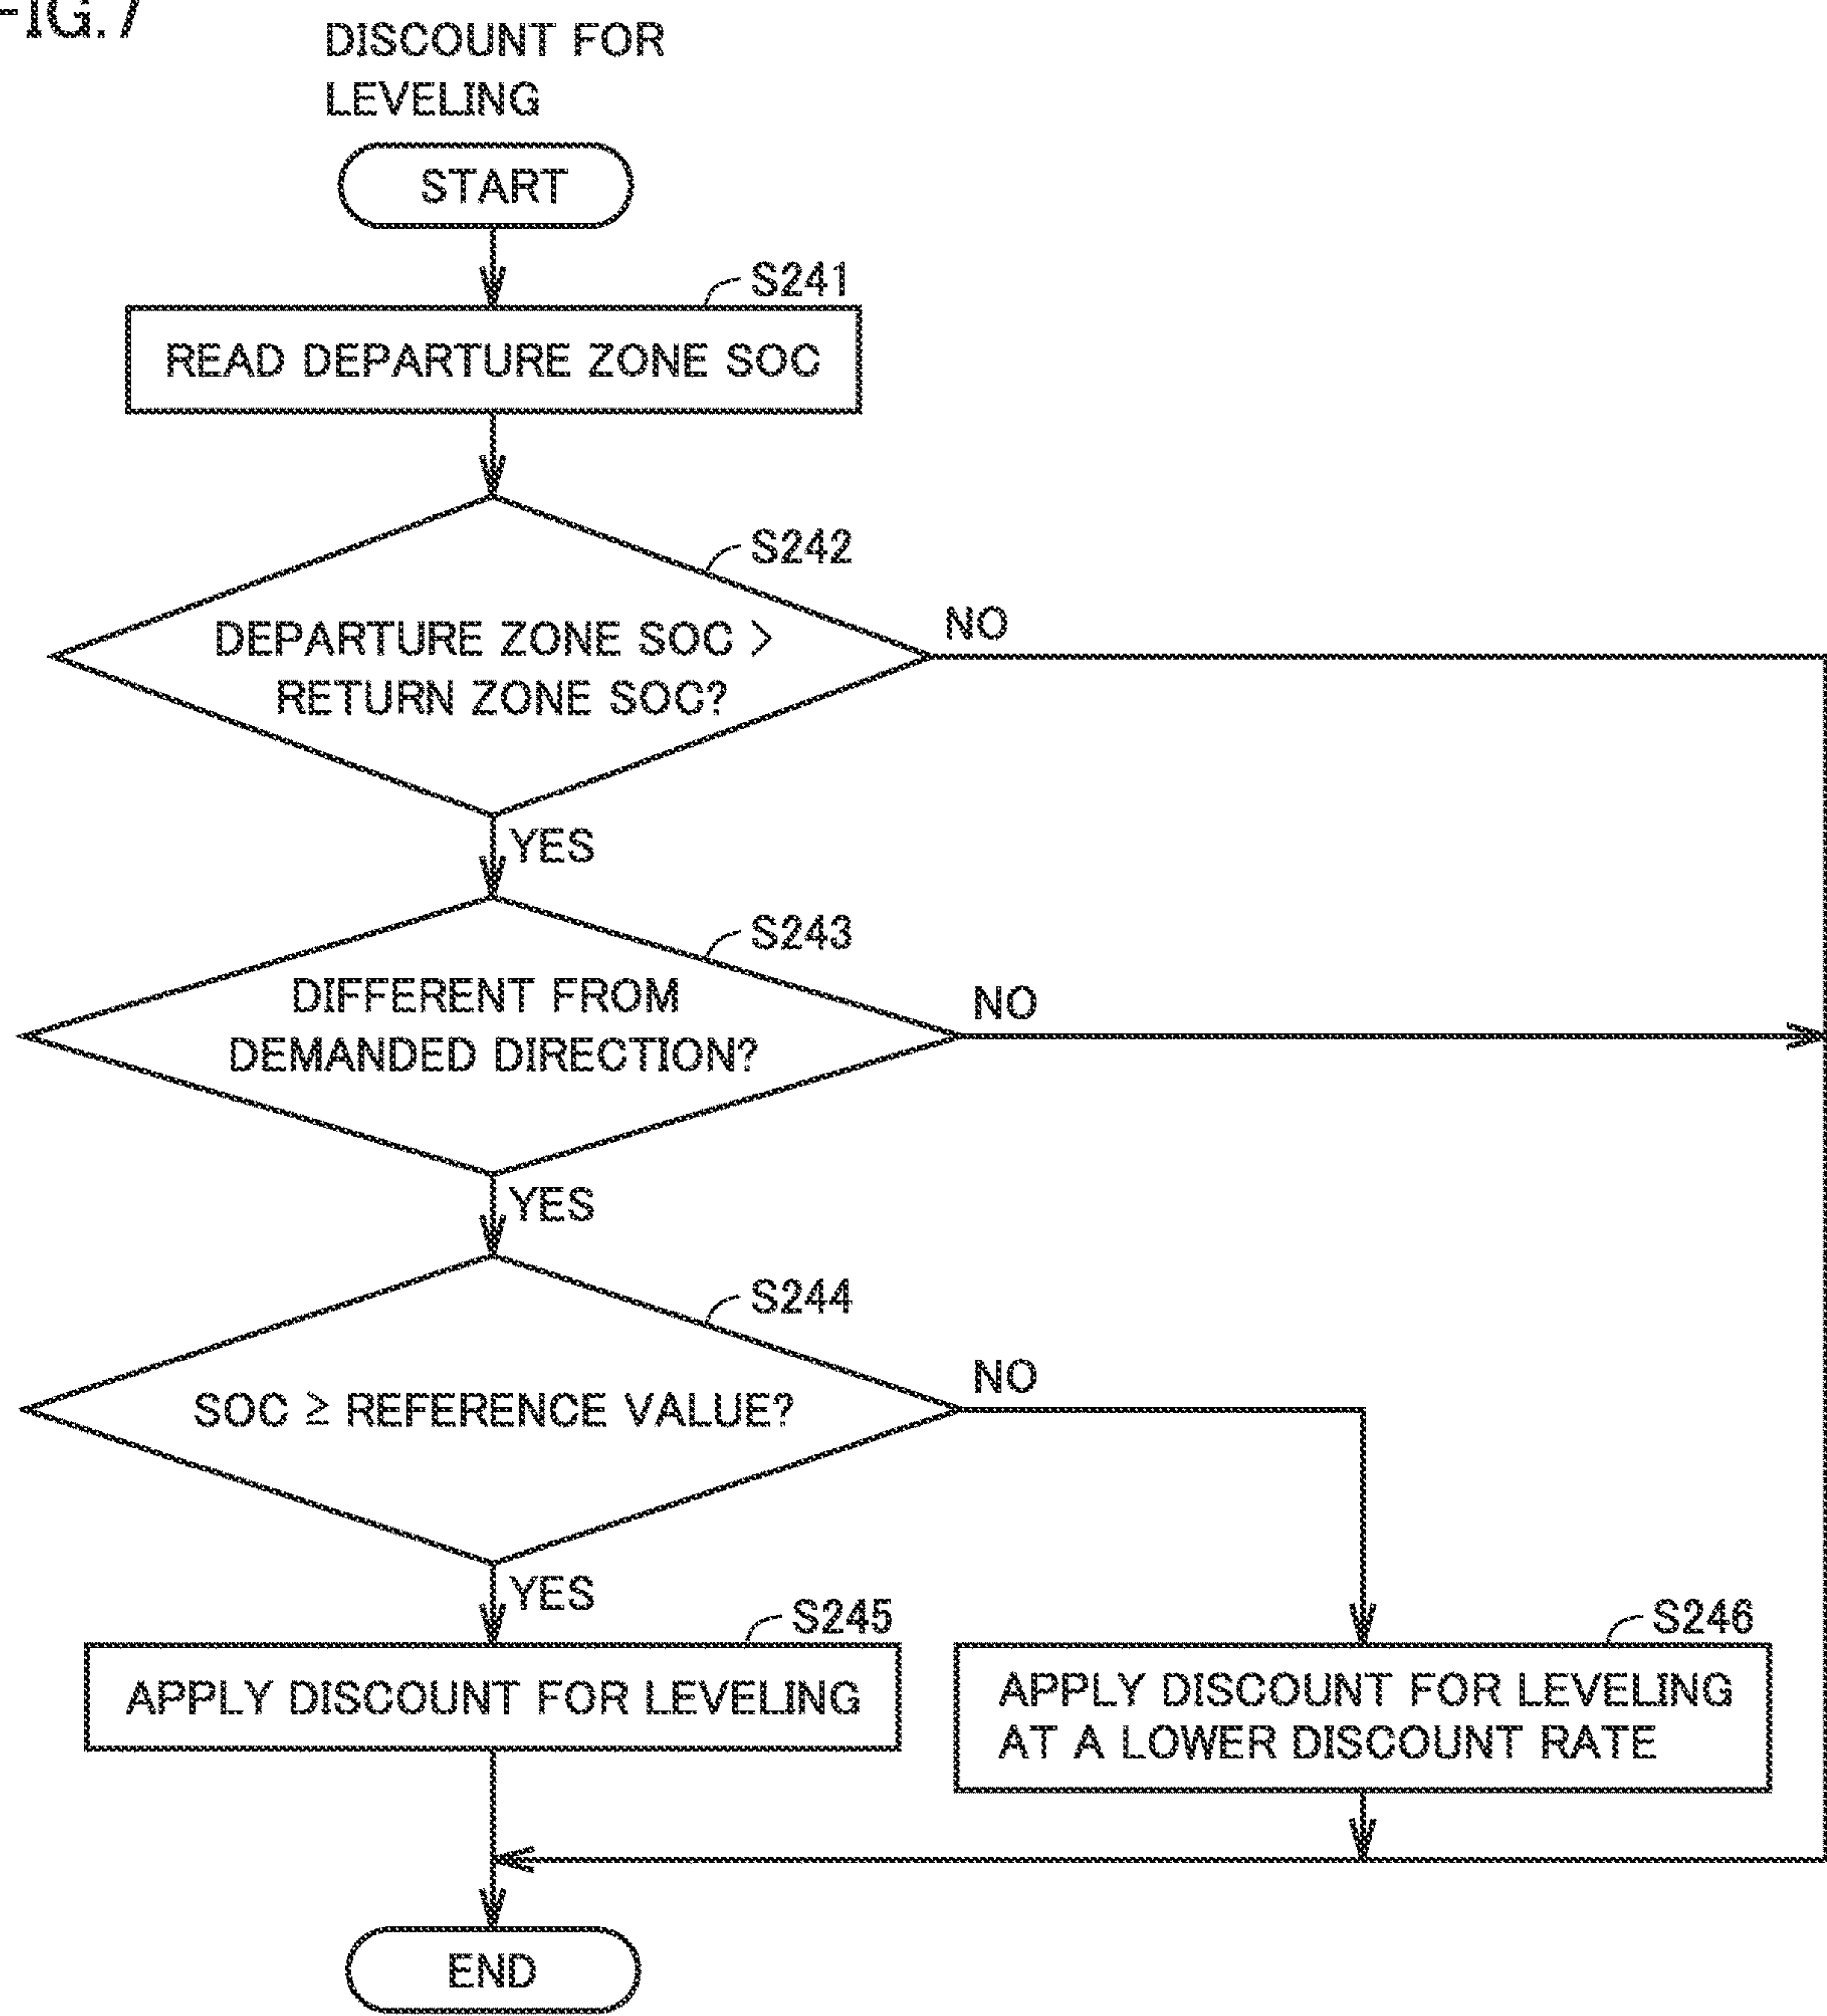 FIG.7
DISCOUNT FOR
LEVELING
START
S241
READ DEPARTURE ZONE SOC
S242
DEPARTURE ZONE SOC >
RETURN ZONE SOC?
NO
YES
S243
DIFFERENT FROM
DEMANDED DIRECTION?
NO
YES
S244
SOC ≥ REFERENCE VALUE?
NO
YES
S245
APPLY DISCOUNT FOR LEVELING
S246
APPLY DISCOUNT FOR LEVELING
AT A LOWER DISCOUNT RATE
END